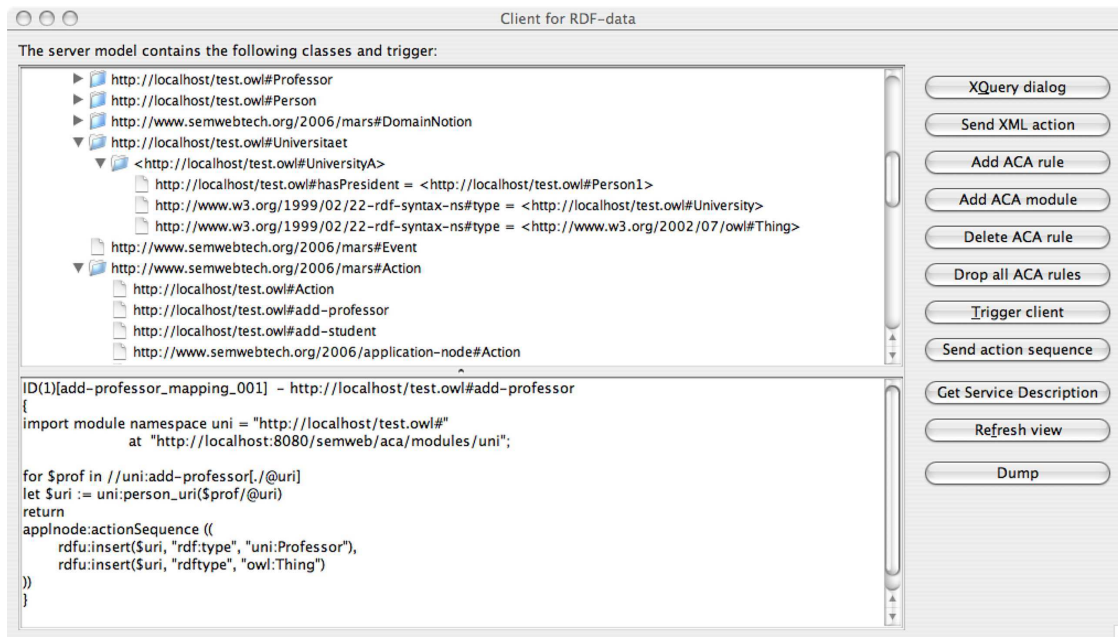 Client for RDF-data
The server model contains the following classes and trigger:
http://localhost/test.owl#Professor
http://localhost/test.owl#Person
http://www.semwebtech.org/2006/mars#DomainNotion
http://localhost/test.owl#Universitaet
<http://localhost/test.owl#UniversityA>
http://localhost/test.owl#hasPresident = <http://localhost/test.owl#Person1>
http://www.w3.org/1999/02/22-rdf-syntax-ns#type = <http://localhost/test.owl#University>
http://www.w3.org/1999/02/22-rdf-syntax-ns#type = <http://www.w3.org/2002/07/owl#Thing>
http://www.semwebtech.org/2006/mars#Event
http://www.semwebtech.org/2006/mars#Action
http://localhost/test.owl#Action
http://localhost/test.owl#add-professor
http://localhost/test.owl#add-student
http://www.semwebtech.org/2006/application-node#Action
ID(1)[add-professor_mapping_001] - http://localhost/test.owl#add-professor
{
import module namespace uni = "http://localhost/test.owl#"
at "http://localhost:8080/semweb/aca/modules/uni";
for $prof in //uni:add-professor[./@uri]
let $uri := uni:person_uri($prof/@uri)
return
applnode:actionSequence ((
rdfu:insert($uri, "rdf:type", "uni:Professor"),
rdfu:insert($uri, "rdftype", "owl:Thing")
))
}
XQuery dialog
Send XML action
Add ACA rule
Add ACA module
Delete ACA rule
Drop all ACA rules
Trigger client
Send action sequence
Get Service Description
Refresh view
Dump